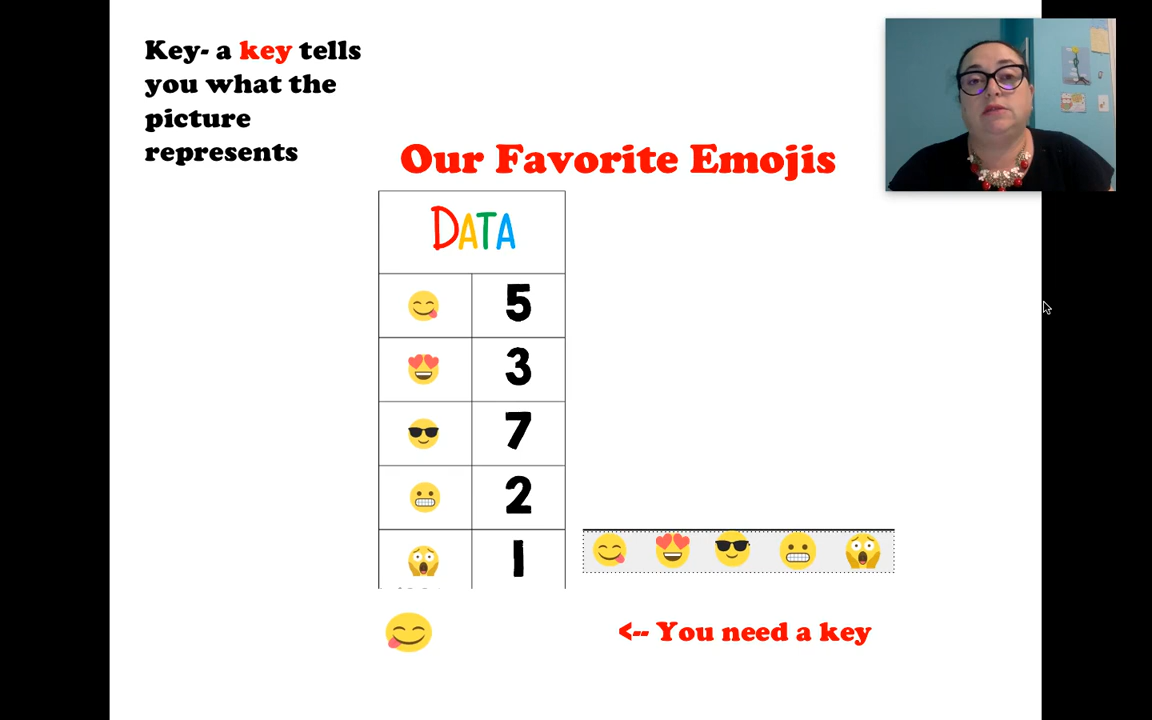 Key- a key tells
you what the
picture
represents
Our Favorite Emojis
DATA
5
3
7
2
1
<-- You need a key